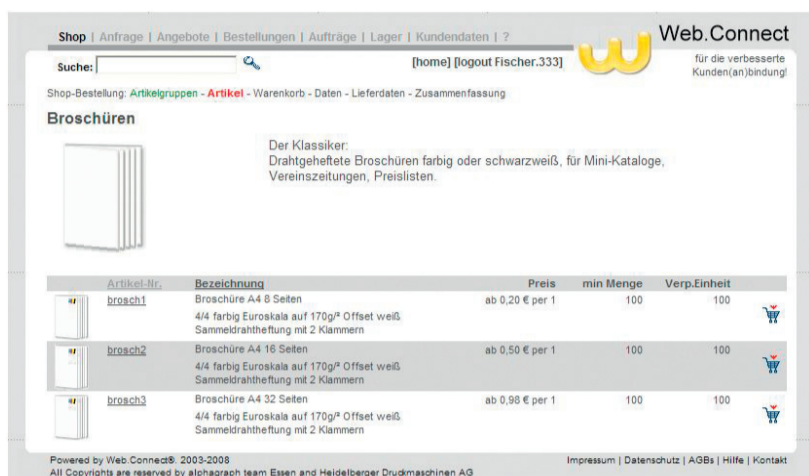 Shop | Anfrage | Angebote | Bestellungen | Aufträge | Lager | Kundendaten | ?
Web.Connect
für die verbesserte
Kunden(an)bindung!
Suche:
[home] [logout Fischer.333]
Shop-Bestellung: Artikelgruppen - Artikel - Warenkorb - Daten - Lieferdaten - Zusammenfassung
Broschüren
Der Klassiker:
Drahtgeheftete Broschüren farbig oder schwarzweiß, für Mini-Kataloge,
Vereinszeitungen, Preislisten.
Artikel-Nr. Bezeichnung Preis min Menge Verp.Einheit
brosch1 Broschüre A4 8 Seiten ab 0,20 € per 1 100 100
4/4 farbig Euroskala auf 170g/² Offset weiß
Sammeldrahtheftung mit 2 Klammern
brosch2 Broschüre A4 16 Seiten ab 0,50 € per 1 100 100
4/4 farbig Euroskala auf 170g/² Offset weiß
Sammeldrahtheftung mit 2 Klammern
brosch3 Broschüre A4 32 Seiten ab 0,98 € per 1 100 100
4/4 farbig Euroskala auf 170g/² Offset weiß
Sammeldrahtheftung mit 2 Klammern
Powered by Web.Connect®. 2003-2008 Impressum | Datenschutz | AGBs | Hilfe | Kontakt
All Copyrights are reserved by alphagraph team Essen and Heidelberger Druckmaschinen AG